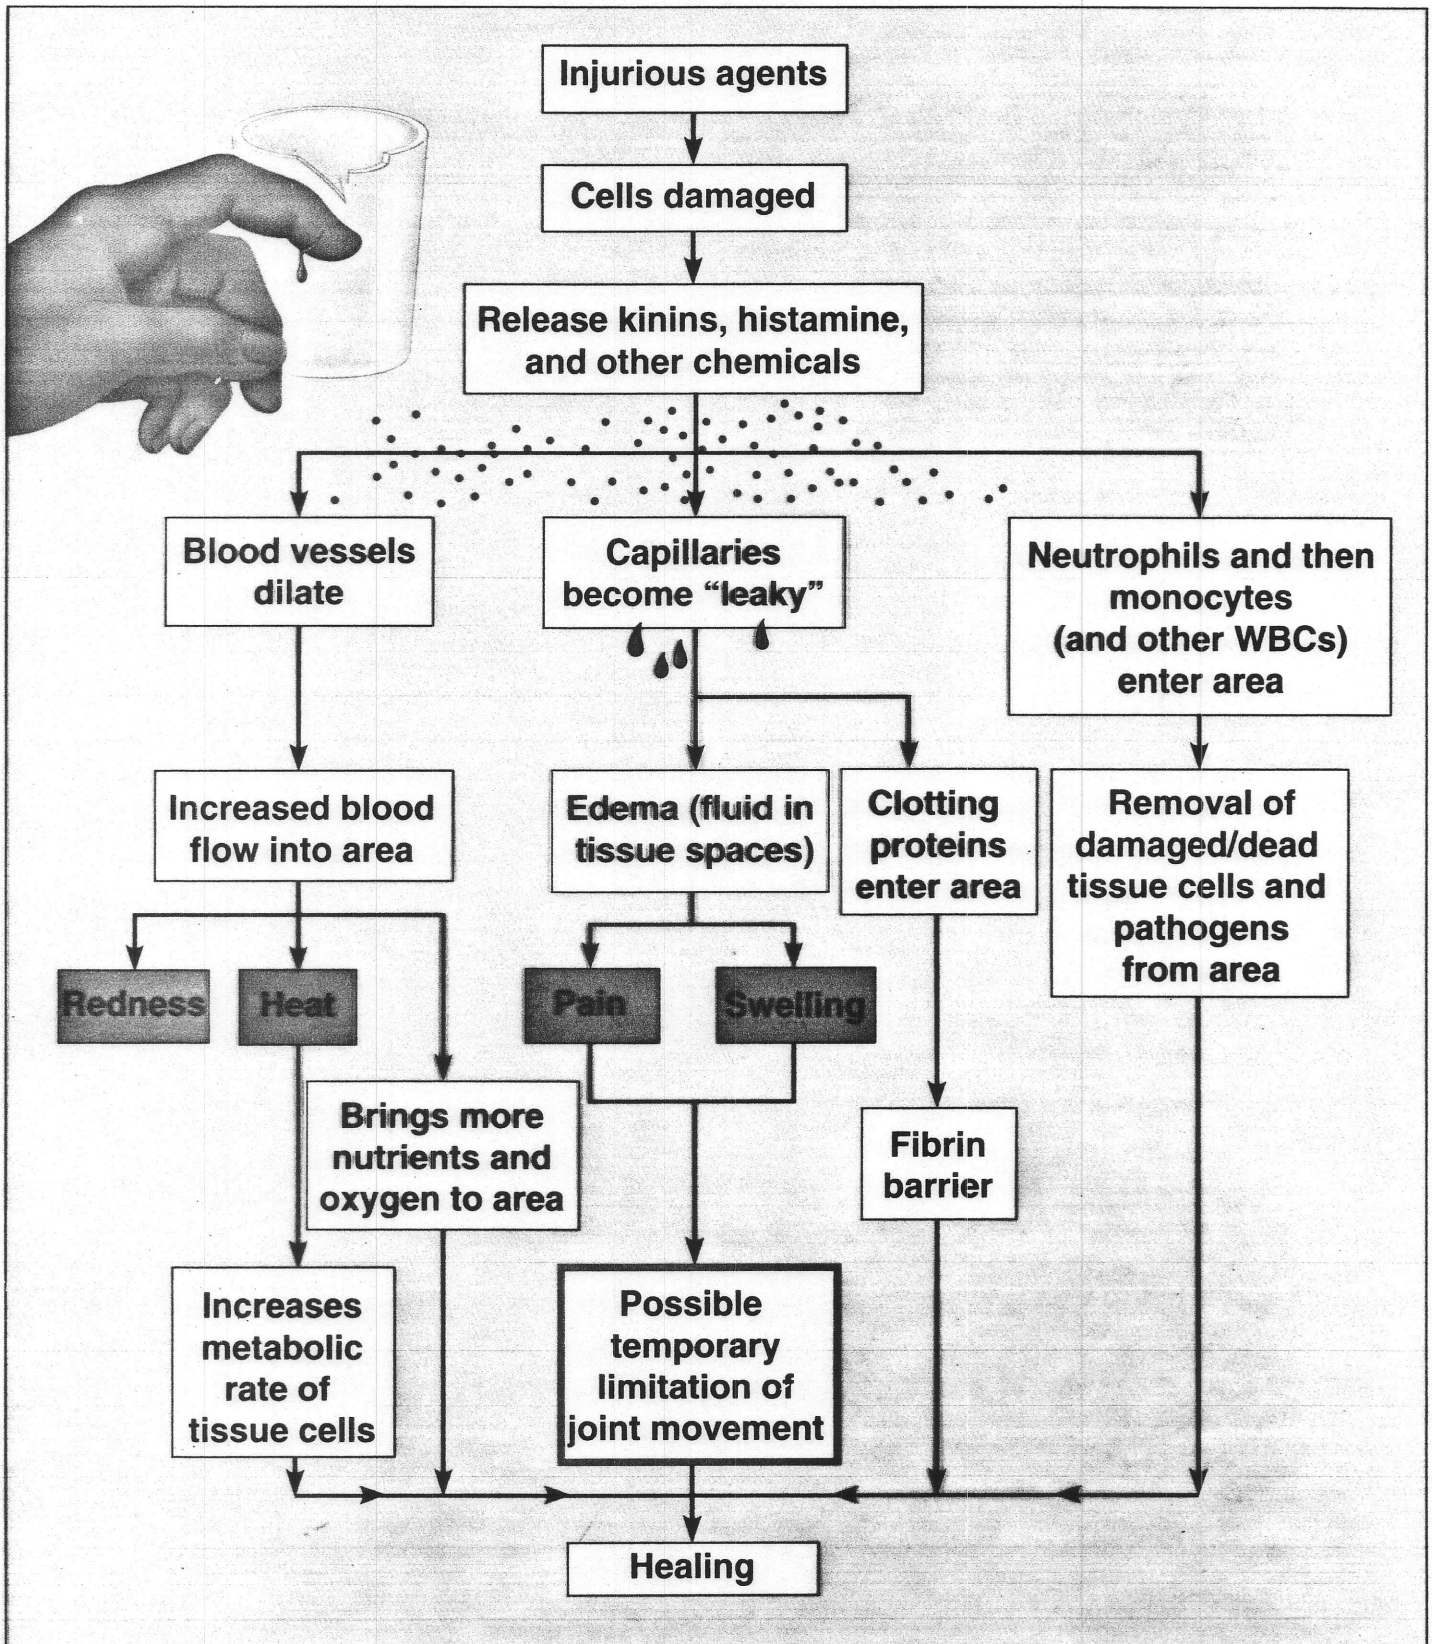 Injurious agents
Cells damaged
Release kinins, histamine,
and other chemicals
Blood vessels
dilate
Capillaries
become “leaky”
Neutrophils and then
monocytes
(and other WBCs)
enter area
Increased blood
flow into area
Edema (fluid in
tissue spaces)
Clotting
proteins
enter area
Removal of
damaged/dead
tissue cells and
pathogens
from area
Redness
Heat
Pain
Swelling
Brings more
nutrients and
oxygen to area
Fibrin
barrier
Increases
metabolic
rate of
tissue cells
Possible
temporary
limitation of
joint movement
Healing